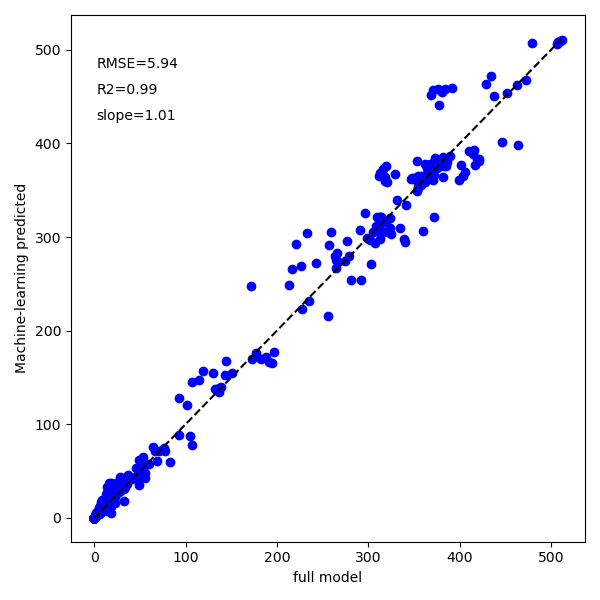 RMSE=5.94
R2=0.99
slope=1.01
Machine-learning predicted
500
400
300
200
100
0
0 100 200 300 400 500
full model